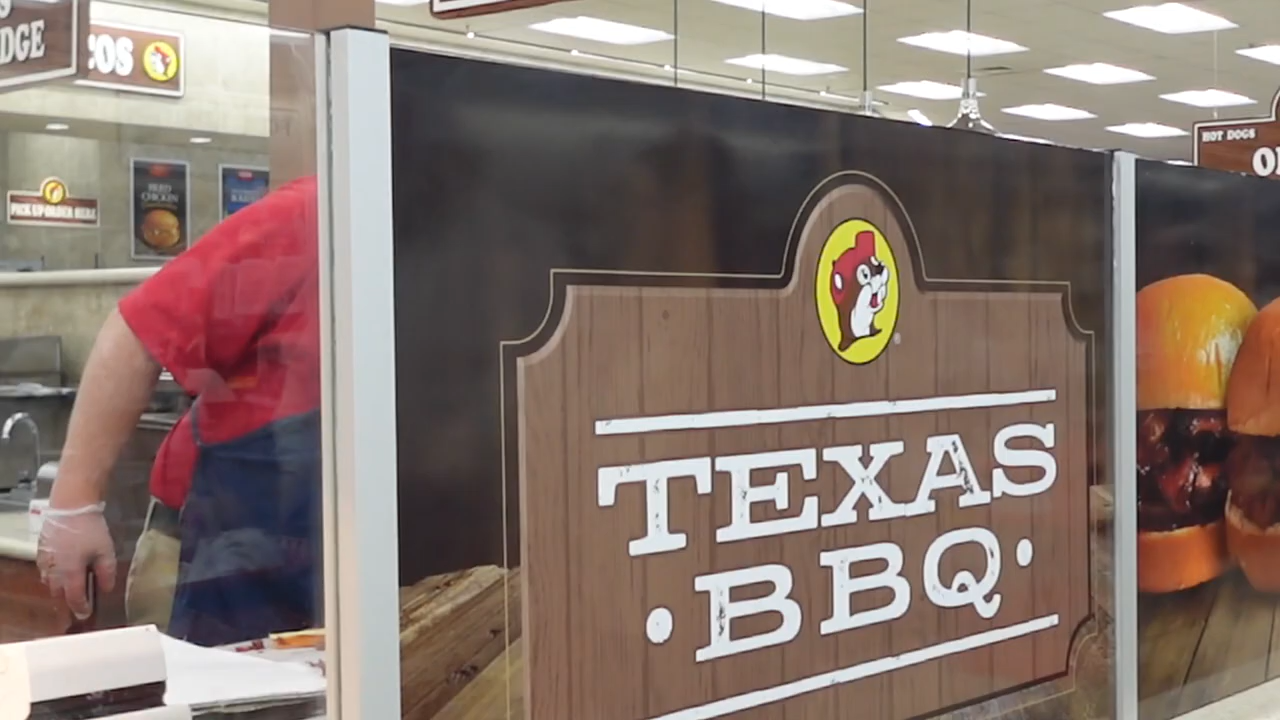 DGE
OS
FRIED
CHICKEN
PICK UP ORDER HERE
HOT DOGS
TEXAS
• BBQ •
®